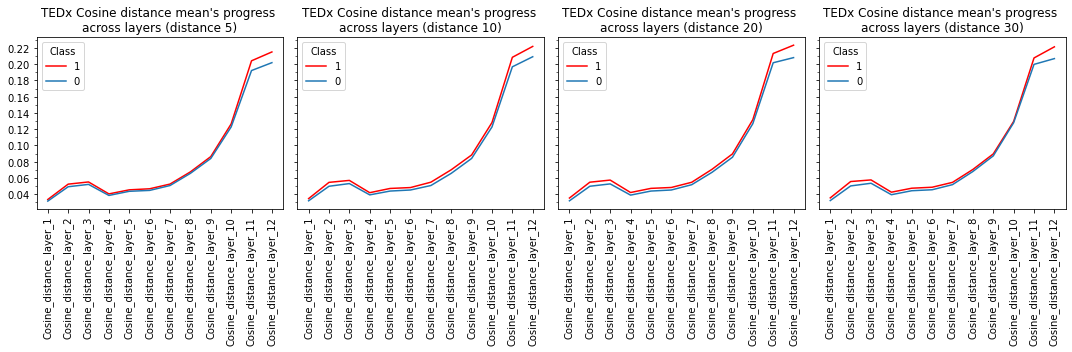 TEDx Cosine distance mean's progress
across layers (distance 5)
Class
1
0
0.22
0.20
0.18
0.16
0.14
0.12
0.10
0.08
0.06
0.04
Cosine_distance_layer_1
Cosine_distance_layer_2
Cosine_distance_layer_3
Cosine_distance_layer_4
Cosine_distance_layer_5
Cosine_distance_layer_6
Cosine_distance_layer_7
Cosine_distance_layer_8
Cosine_distance_layer_9
Cosine_distance_layer_10
Cosine_distance_layer_11
Cosine_distance_layer_12
TEDx Cosine distance mean's progress
across layers (distance 10)
Class
1
0
Cosine_distance_layer_1
Cosine_distance_layer_2
Cosine_distance_layer_3
Cosine_distance_layer_4
Cosine_distance_layer_5
Cosine_distance_layer_6
Cosine_distance_layer_7
Cosine_distance_layer_8
Cosine_distance_layer_9
Cosine_distance_layer_10
Cosine_distance_layer_11
Cosine_distance_layer_12
TEDx Cosine distance mean's progress
across layers (distance 20)
Class
1
0
Cosine_distance_layer_1
Cosine_distance_layer_2
Cosine_distance_layer_3
Cosine_distance_layer_4
Cosine_distance_layer_5
Cosine_distance_layer_6
Cosine_distance_layer_7
Cosine_distance_layer_8
Cosine_distance_layer_9
Cosine_distance_layer_10
Cosine_distance_layer_11
Cosine_distance_layer_12
TEDx Cosine distance mean's progress
across layers (distance 30)
Class
1
0
Cosine_distance_layer_1
Cosine_distance_layer_2
Cosine_distance_layer_3
Cosine_distance_layer_4
Cosine_distance_layer_5
Cosine_distance_layer_6
Cosine_distance_layer_7
Cosine_distance_layer_8
Cosine_distance_layer_9
Cosine_distance_layer_10
Cosine_distance_layer_11
Cosine_distance_layer_12